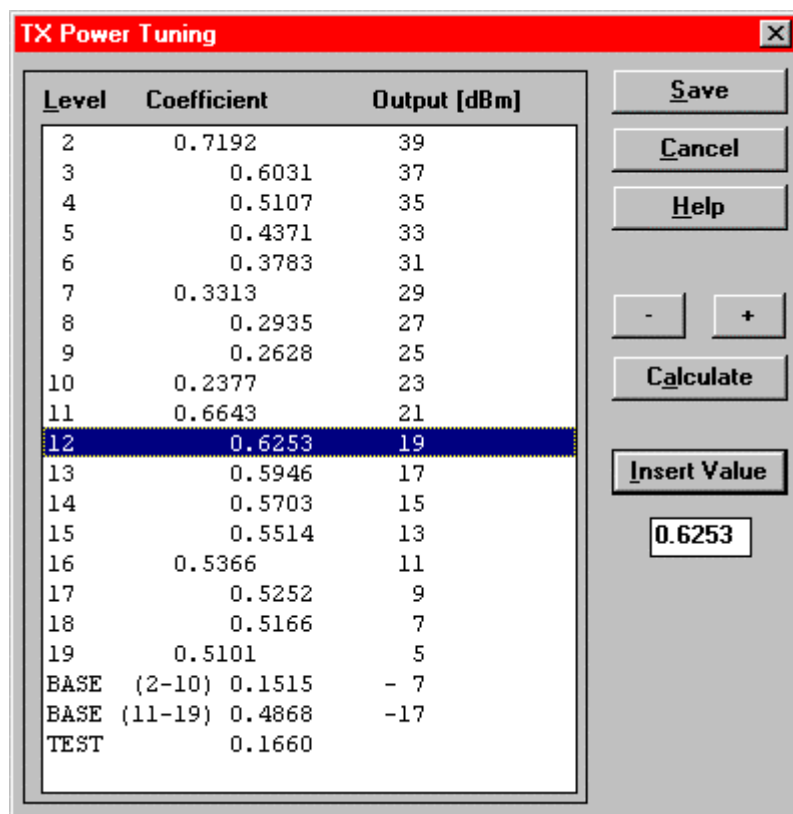 TX Power Tuning
Level Coefficient Output [dBm]
2 0.7192 39
3 0.6031 37
4 0.5107 35
5 0.4371 33
6 0.3783 31
7 0.3313 29
8 0.2935 27
9 0.2628 25
10 0.2377 23
11 0.6643 21
12 0.6253 19
13 0.5946 17
14 0.5703 15
15 0.5514 13
16 0.5366 11
17 0.5252 9
18 0.5166 7
19 0.5101 5
BASE (2-10) 0.1515 - 7
BASE (11-19) 0.4868 -17
TEST 0.1660
Save
Cancel
Help
- +
Calculate
Insert Value
0.6253